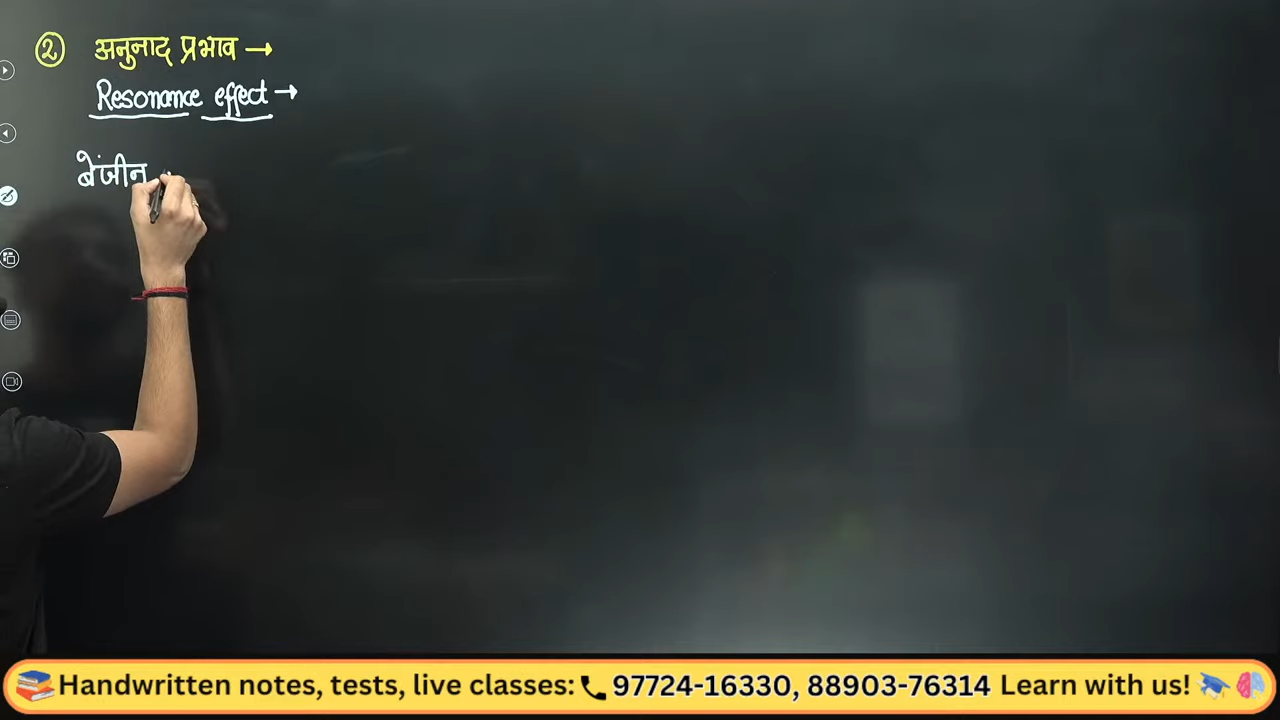 ② अनुनाद प्रभाव →
Resonance effect →
बेंजीन
Handwritten notes, tests, live classes: 97724-16330, 88903-76314 Learn with us!